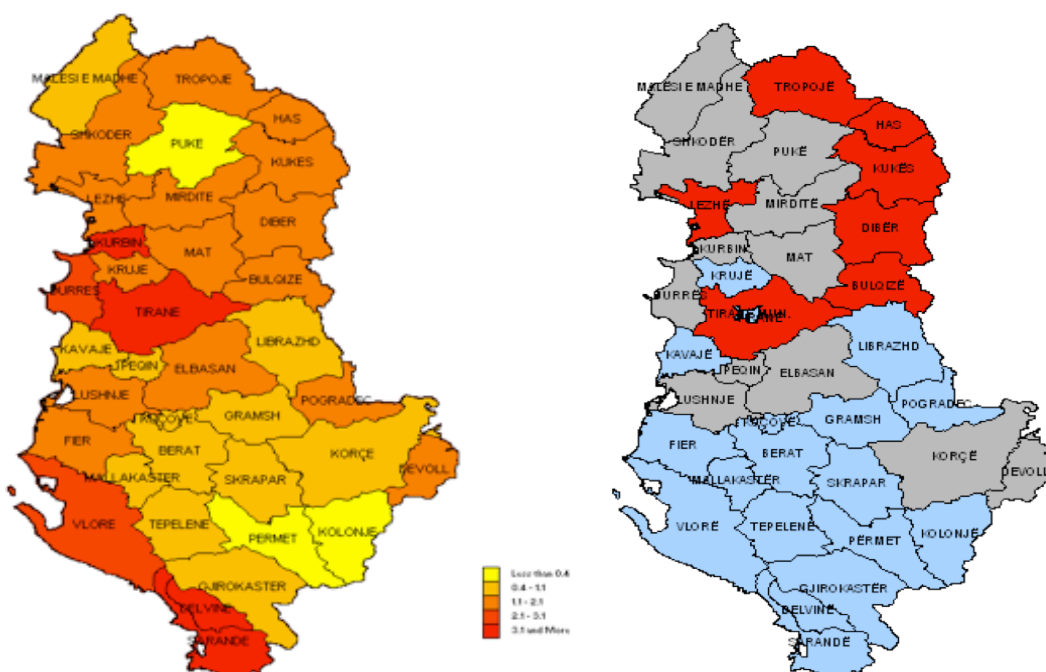 MALESI E MADHE
TROPOJE
HAS
SHKODER
PUKE
KUKES
LEZHE
MIRDITE
DIBER
KURBIN
MAT
KRUJE
BULQIZE
DURRES
TIRANE
KAVAJE
LIBRAZHD
PEQIN
ELBASAN
LUSHNJE
POGRADEC
GRAMSH
KUÇOVE
FIER
BERAT
KORÇE
MALLAKASTER
SKRAPAR
DEVOLL
VLORE
TEPELENE
PERMET
KOLONJE
GJIROKASTER
DELVINE
SARANDE
Less than 0.4
0.4 - 1.1
1.1 - 2.1
2.1 - 3.1
3.1 and More
MALËSI E MADHE
TROPOJË
HAS
SHKODËR
PUKË
KUKËS
LEZHË
MIRDITË
DIBËR
KURBIN
MAT
KRUJË
BULQIZË
DURRËS
KAVAJË
LIBRAZHD
PEQIN
ELBASAN
LUSHNJE
POGRADEC
GRAMSH
KUÇOVË
FIER
BERAT
KORÇË
MALLAKASTËR
SKRAPAR
DEVOLL
VLORË
TEPELENË
PËRMET
KOLONJË
GJIROKASTËR
DELVINË
SARANDË